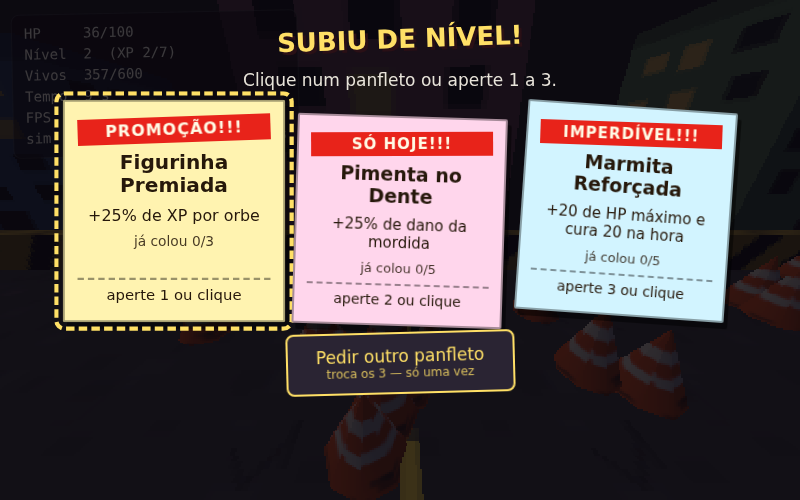 HP 36/100
Nível 2 (XP 2/7)
Vivos 357/600
SUBIU DE NÍVEL!
Clique num panfleto ou aperte 1 a 3.
FPS
sim
PROMOÇÃO!!!
Figurinha
Premiada
+25% de XP por orbe
já colou 0/3
aperte 1 ou clique
SÓ HOJE!!!
Pimenta no
Dente
+25% de dano da
mordida
já colou 0/5
aperte 2 ou clique
IMPERDÍVEL!!!
Marmita
Reforçada
+20 de HP máximo e
cura 20 na hora
já colou 0/5
aperte 3 ou clique
Pedir outro panfleto
troca os 3 — só uma vez